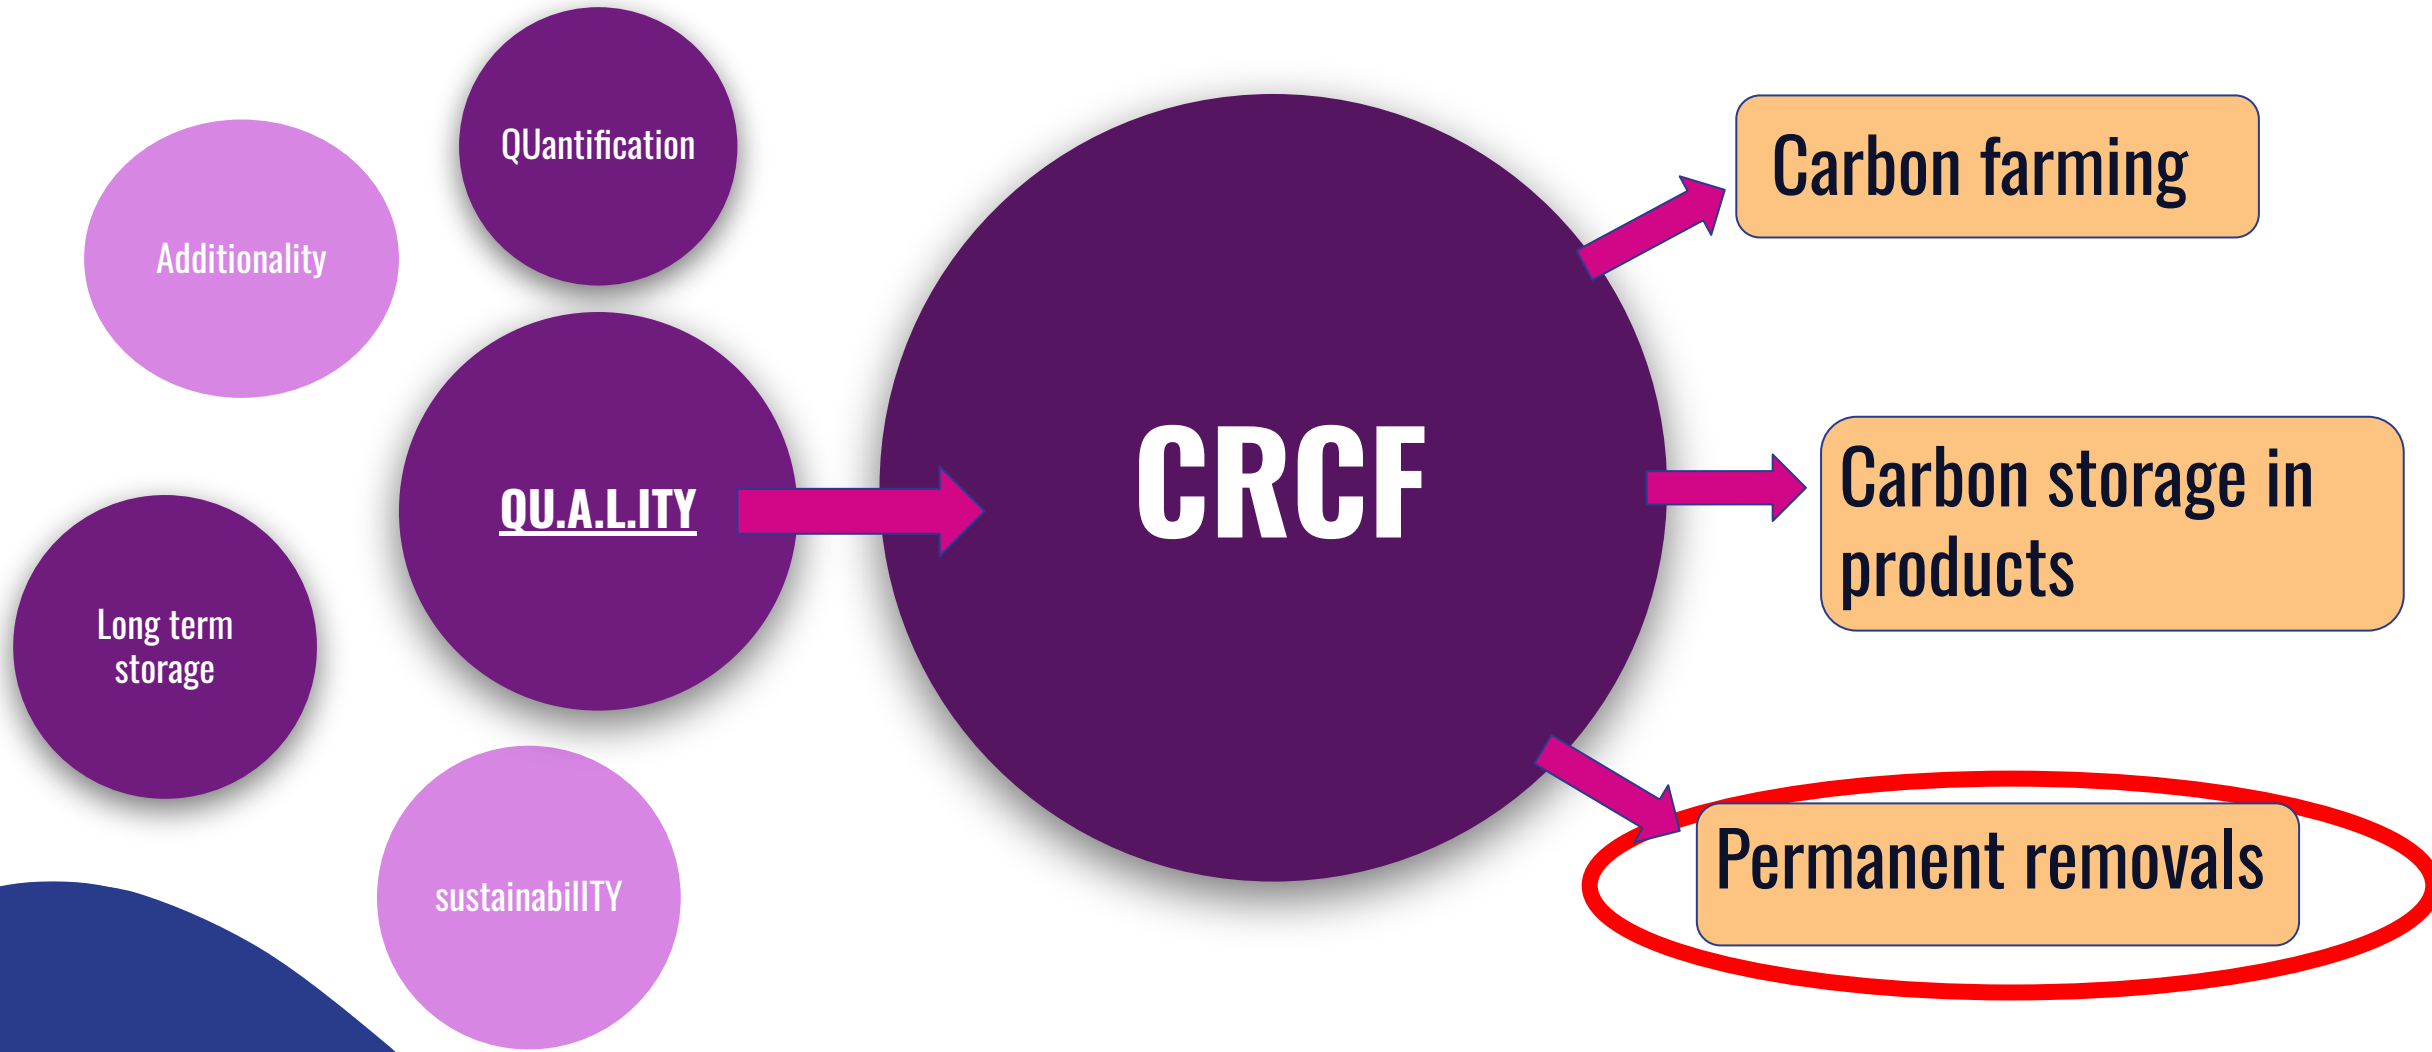 QUantification
Additionality
QU.A.L.ITY
Long term
storage
sustainabilITY
CRCF
Carbon farming
Carbon storage in
products
Permanent removals